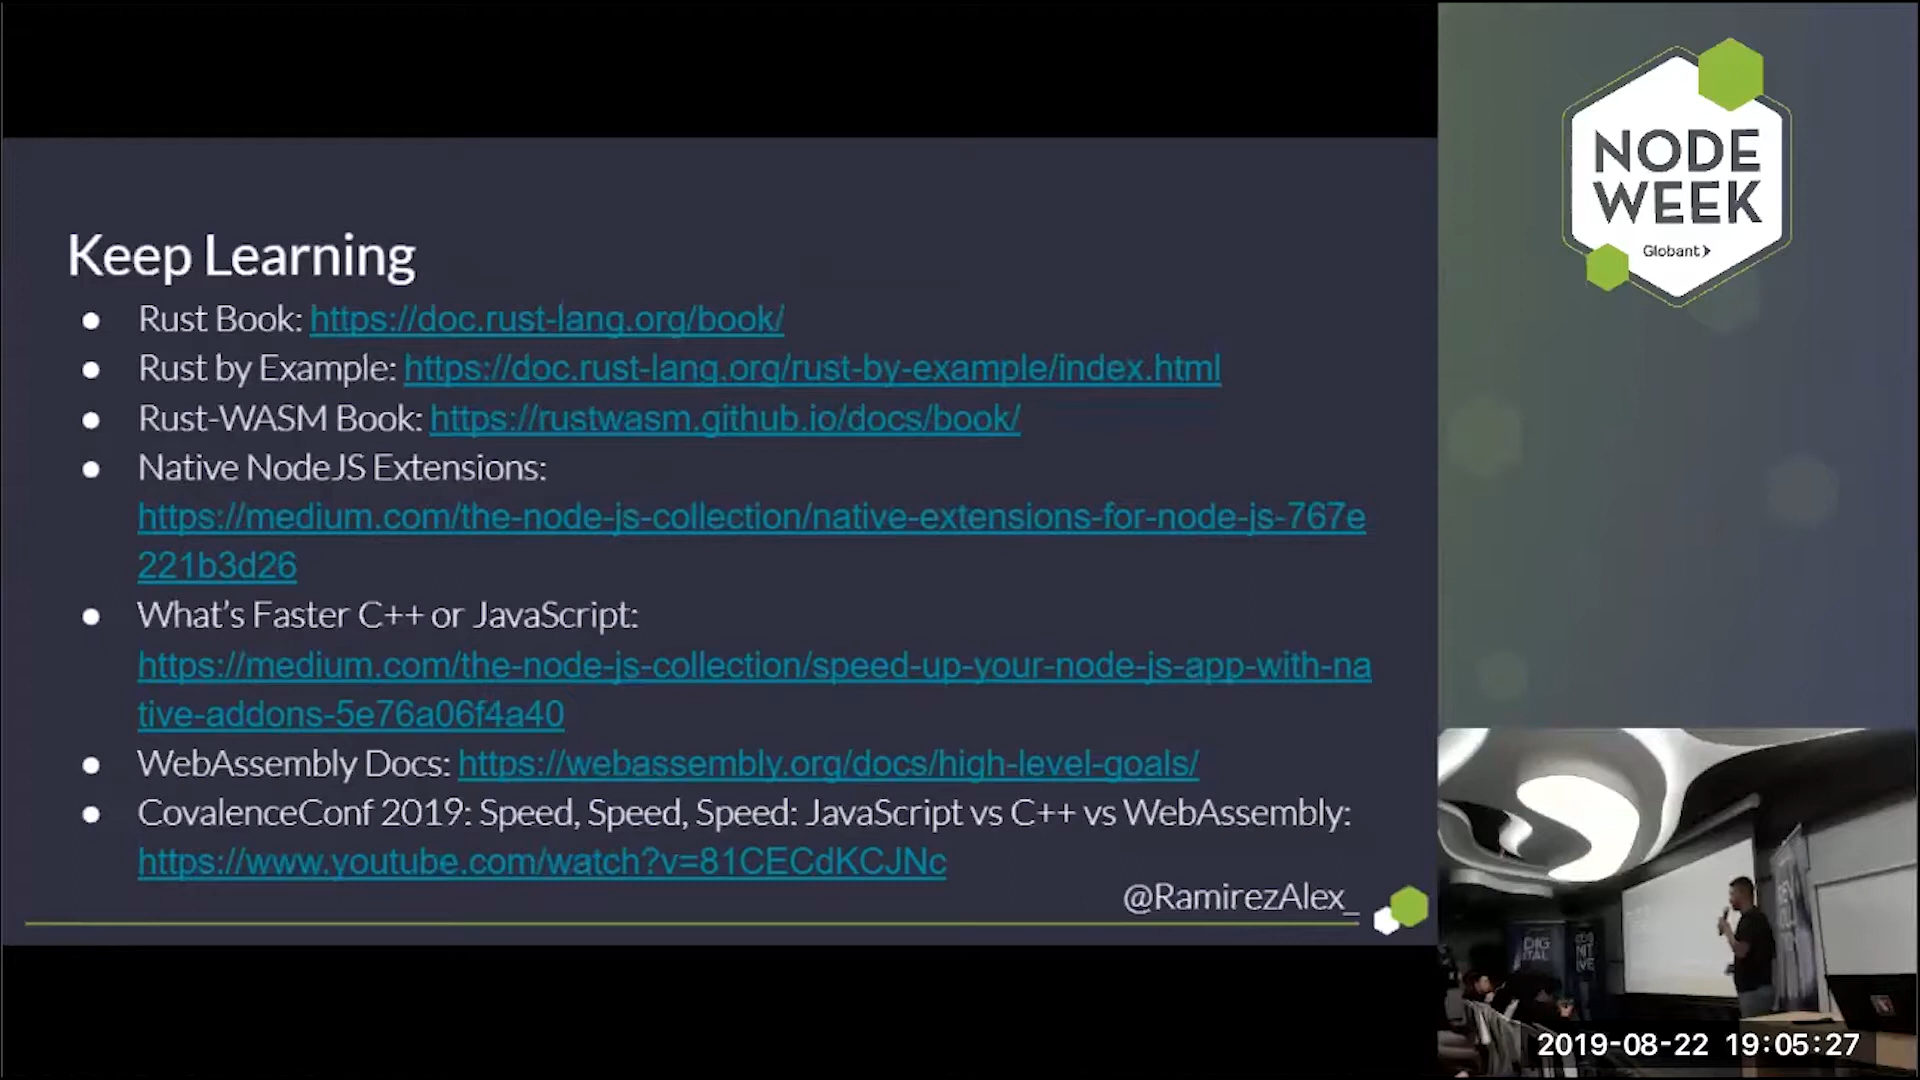 Keep Learning
● Rust Book: https://doc.rust-lang.org/book/
● Rust by Example: https://doc.rust-lang.org/rust-by-example/index.html
● Rust-WASM Book: https://rustwasm.github.io/docs/book/
● Native NodeJS Extensions:
https://medium.com/the-node-js-collection/native-extensions-for-node-js-767e
221b3d26
● What's Faster C++ or JavaScript:
https://medium.com/the-node-js-collection/speed-up-your-node-js-app-with-na
tive-addons-5e76a06f4a40
● WebAssembly Docs: https://webassembly.org/docs/high-level-goals/
● CovalenceConf 2019: Speed, Speed, Speed: JavaScript vs C++ vs WebAssembly:
https://www.youtube.com/watch?v=81CECdKCJNc
@RamirezAlex_
NODE
WEEK
Globant
DIG
ITAL
2019-08-22 19:05:27